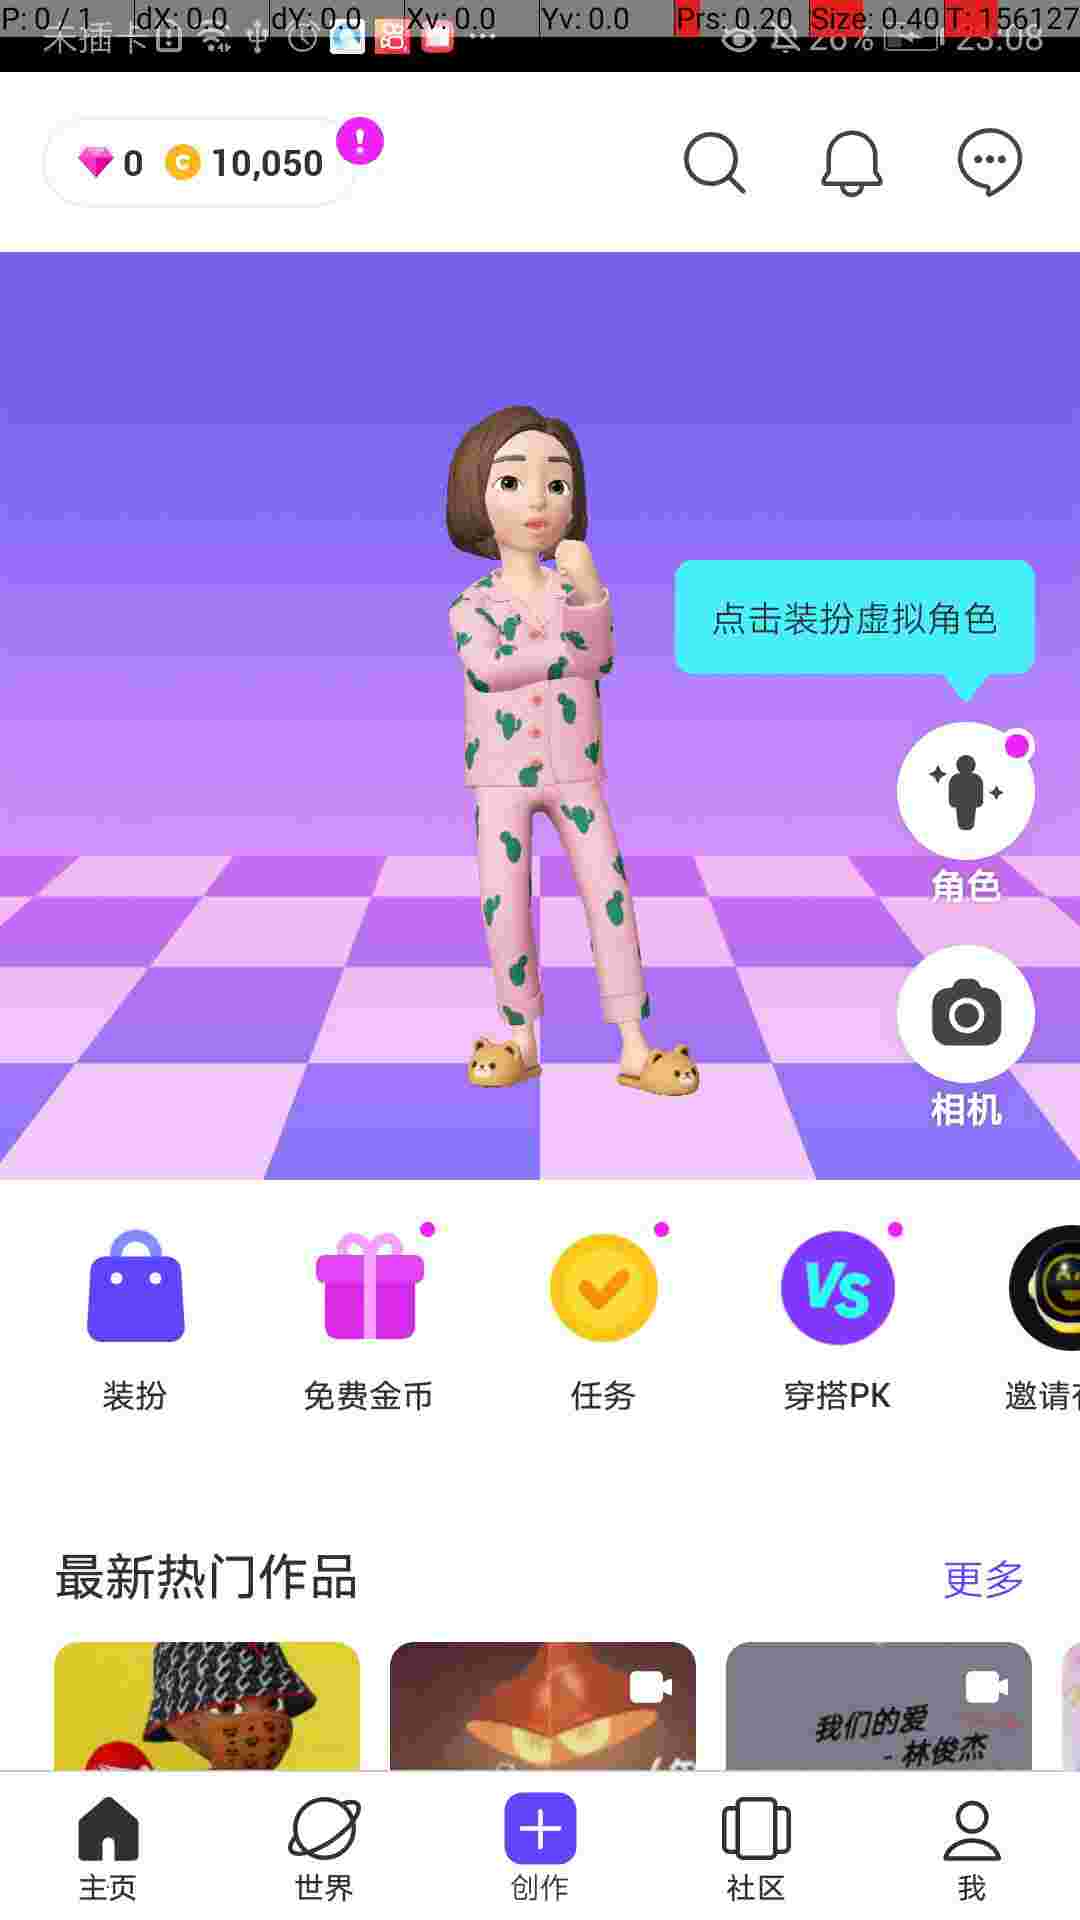 P: 0 / 1 dX: 0.0 dY: 0.0 Xv: 0.0 Yv: 0.0 Prs: 0.20 Size: 0.40 T: 156127
未插卡 26% 23:08
0 C 10,050 !
点击装扮虚拟角色
角色
相机
VS
装扮 免费金币 任务 穿搭PK 邀请
最新热门作品 更多
我们的爱
- 林俊杰
主页 世界 创作 社区 我